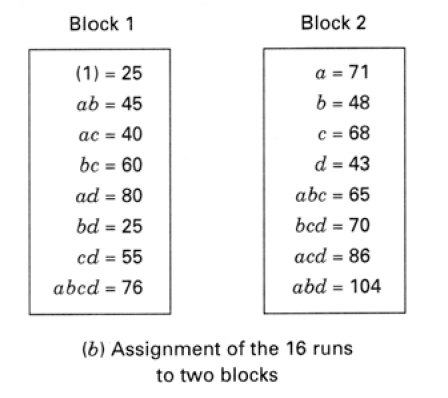 Block 1
(1) = 25
ab = 45
ac = 40
bc = 60
ad = 80
bd = 25
cd = 55
abcd = 76
Block 2
a = 71
b = 48
c = 68
d = 43
abc = 65
bcd = 70
acd = 86
abd = 104
(b) Assignment of the 16 runs
to two blocks